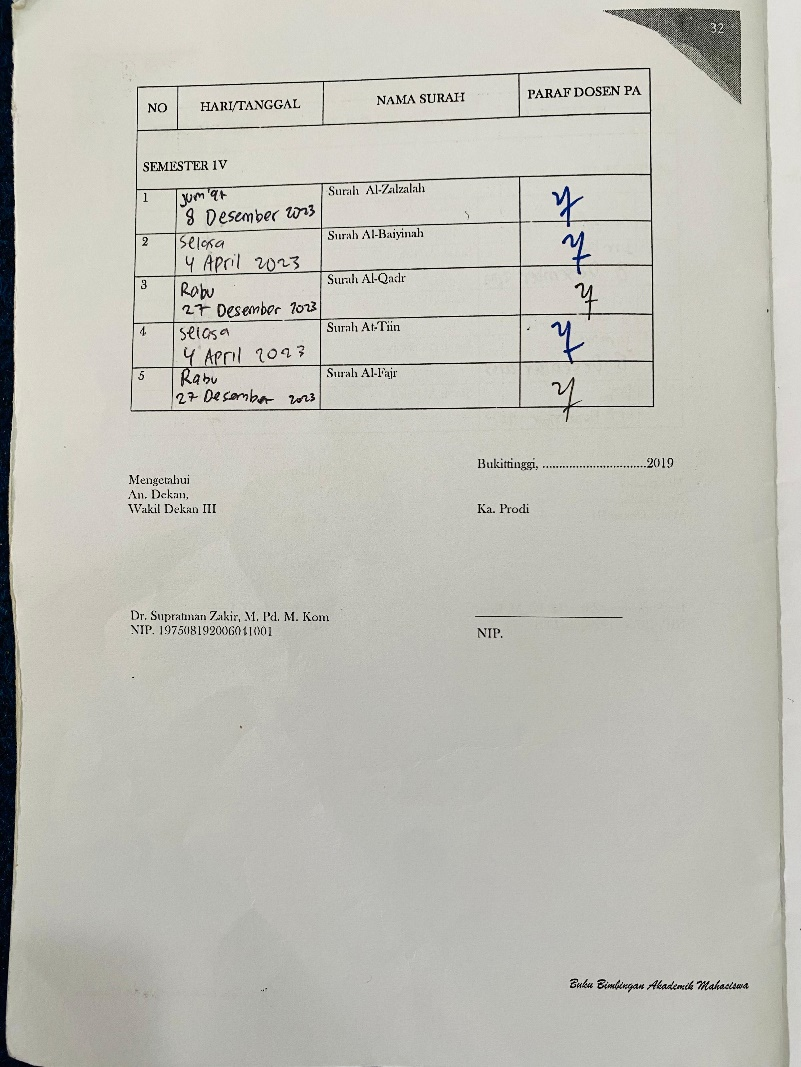 32
NO HARI/TANGGAL NAMA SURAH PARAF DOSEN PA
SEMESTER IV
1 Jum'at Surah Al-Zalzalah
8 Desember 2023
2 Selasa Surah Al-Baiyinah
4 April 2023
3 Rabu Surah Al-Qadr
27 Desember 2023
4 Selasa Surah At-Tiin
4 April 2023
5 Rabu Surah Al-Fajr
27 Desember 2023
Bukittinggi, ...............................2019
Mengetahui
An. Dekan,
Wakil Dekan III Ka. Prodi
Dr. Supratman Zakir, M. Pd. M. Kom
NIP. 197508192006041001 NIP.
Buku Bimbingan Akademik Mahasiswa